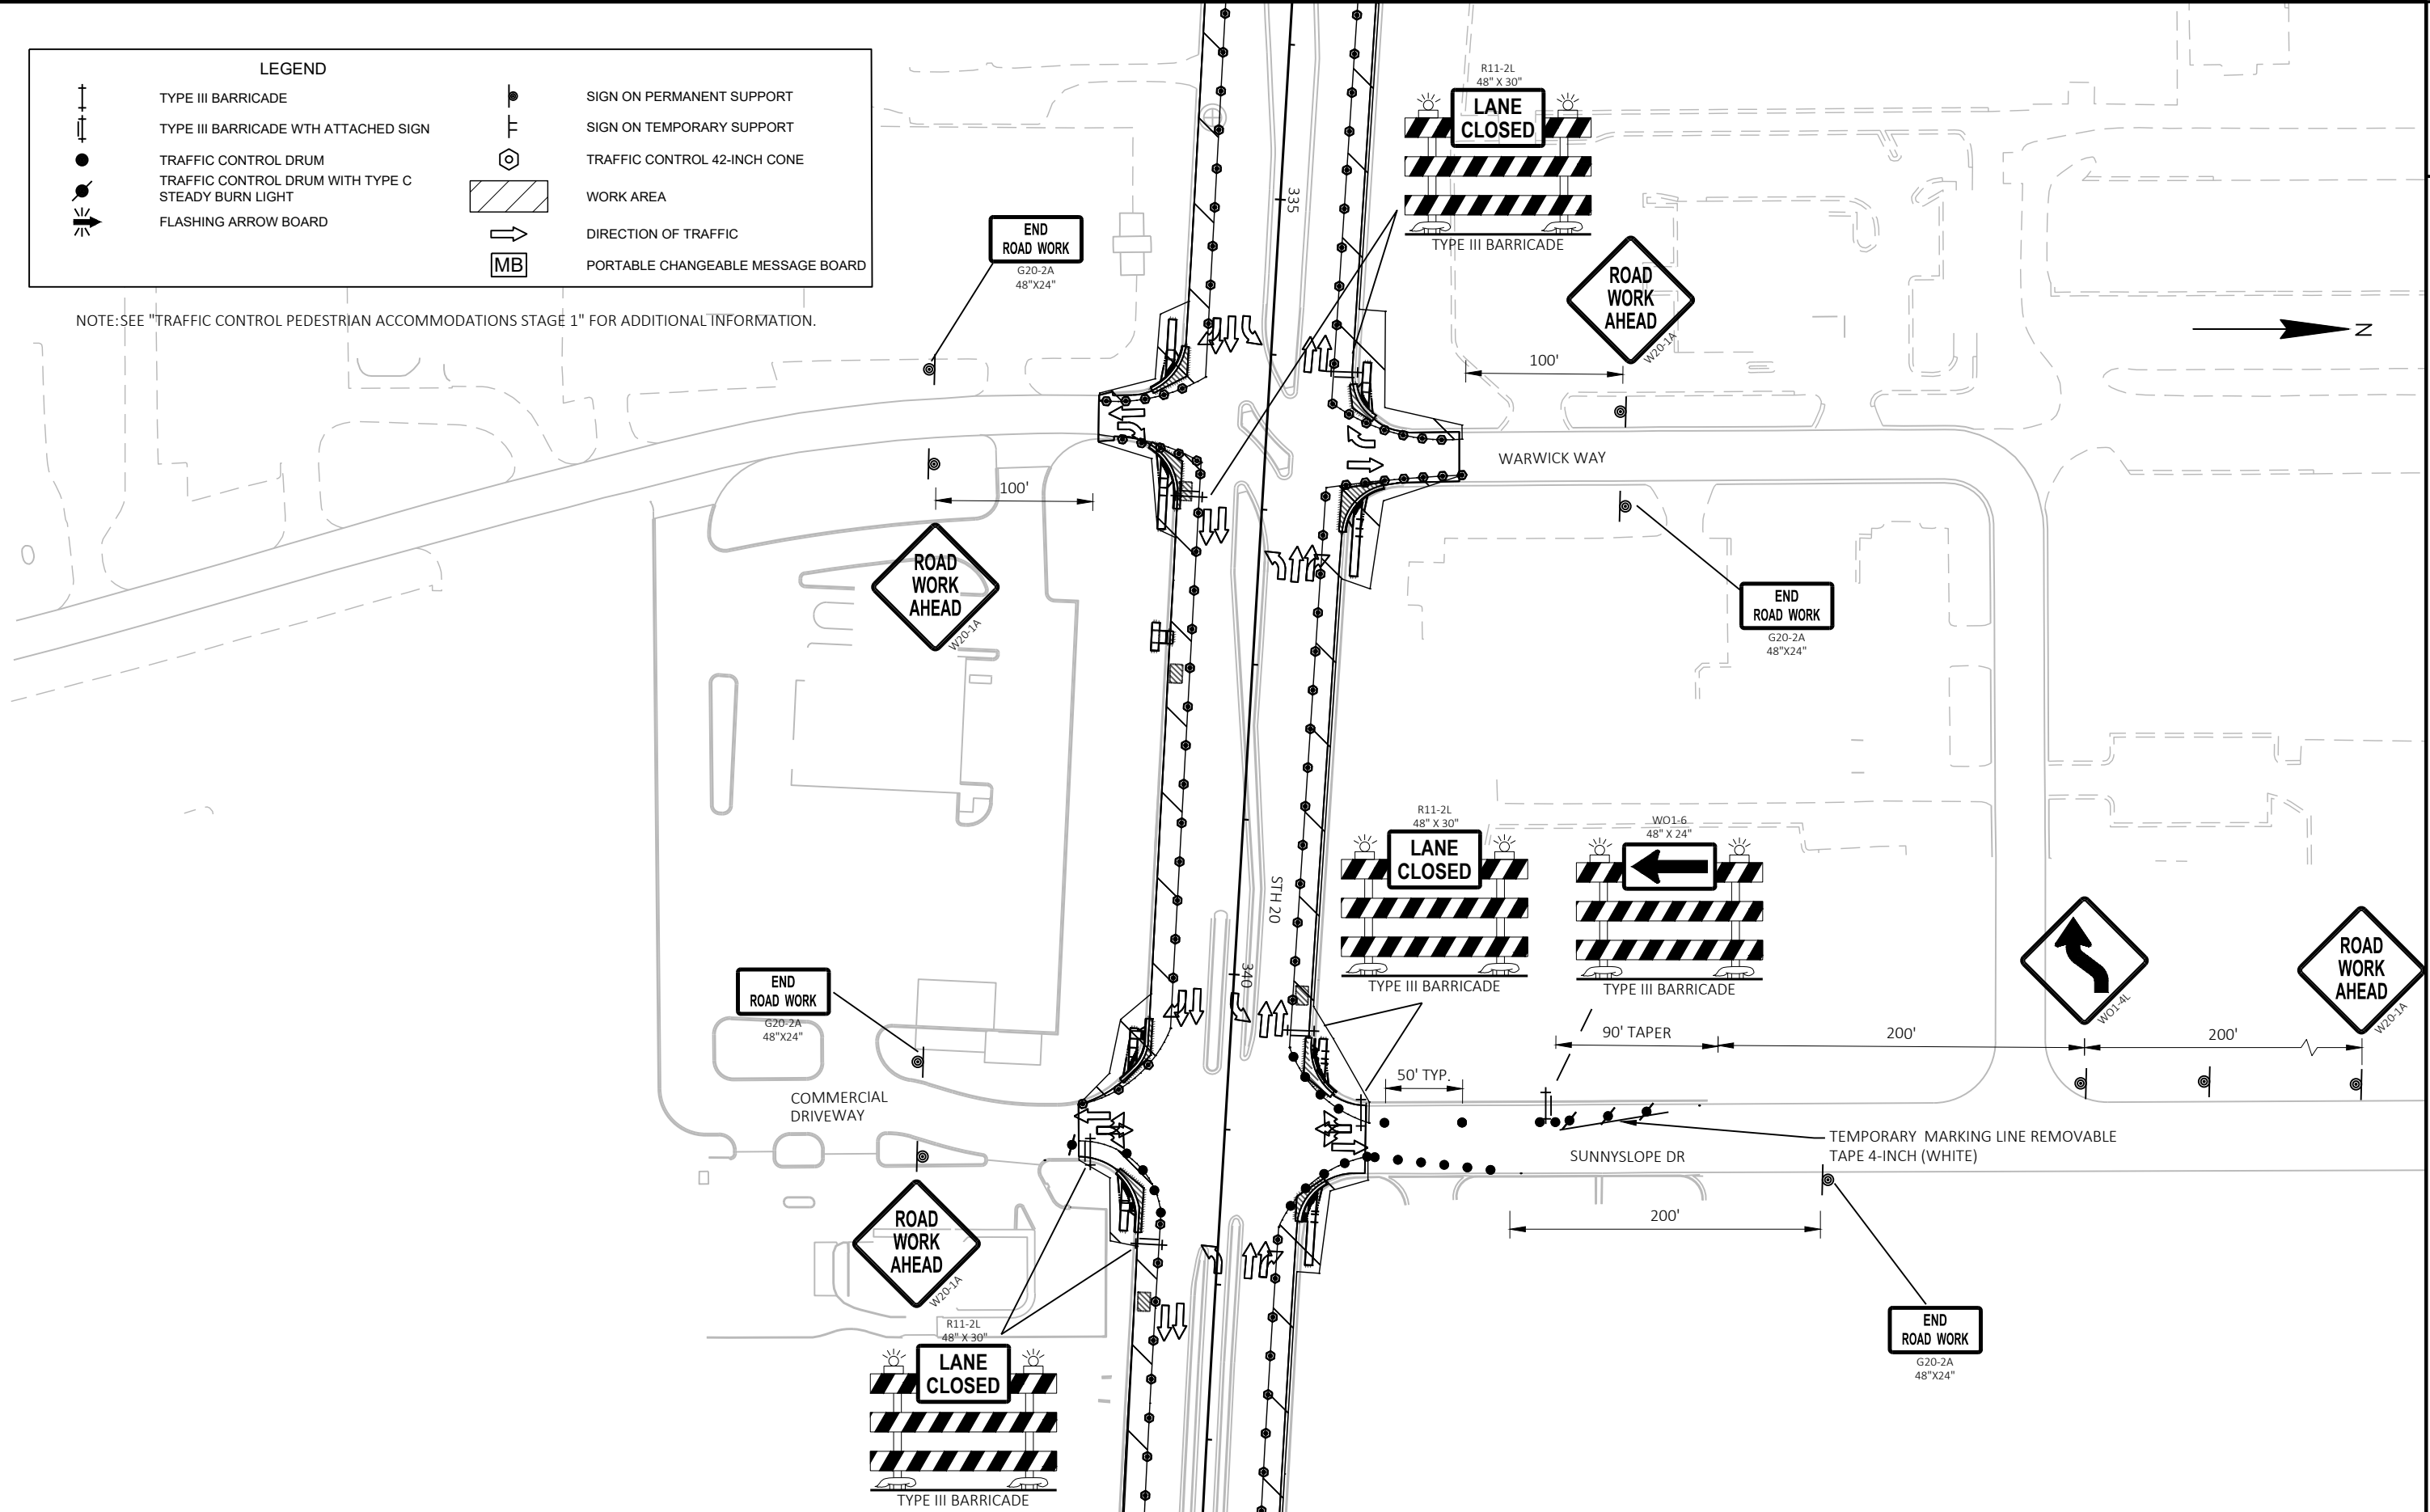 LEGEND
TYPE III BARRICADE
TYPE III BARRICADE WTH ATTACHED SIGN
TRAFFIC CONTROL DRUM
TRAFFIC CONTROL DRUM WITH TYPE C
STEADY BURN LIGHT
FLASHING ARROW BOARD
SIGN ON PERMANENT SUPPORT
SIGN ON TEMPORARY SUPPORT
TRAFFIC CONTROL 42-INCH CONE
WORK AREA
DIRECTION OF TRAFFIC
MB
PORTABLE CHANGEABLE MESSAGE BOARD
NOTE:SEE "TRAFFIC CONTROL PEDESTRIAN ACCOMMODATIONS STAGE 1" FOR ADDITIONAL INFORMATION.
R11-2L
48" X 30"
LANE
CLOSED
TYPE III BARRICADE
END
ROAD WORK
G20-2A
48"X24"
335
ROAD
WORK
AHEAD
W20-1A
N
100'
WARWICK WAY
100'
ROAD
WORK
AHEAD
W20-1A
END
ROAD WORK
G20-2A
48"X24"
R11-2L
48" X 30"
LANE
CLOSED
TYPE III BARRICADE
WO1-6
48" X 24"
TYPE III BARRICADE
STH 20
340
WO1-4L
ROAD
WORK
AHEAD
W20-1A
END
ROAD WORK
G20-2A
48"X24"
90' TAPER
200'
200'
50' TYP.
COMMERCIAL
DRIVEWAY
TEMPORARY MARKING LINE REMOVABLE
TAPE 4-INCH (WHITE)
SUNNYSLOPE DR
200'
ROAD
WORK
AHEAD
W20-1A
END
ROAD WORK
G20-2A
48"X24"
R11-2L
48" X 30"
LANE
CLOSED
TYPE III BARRICADE